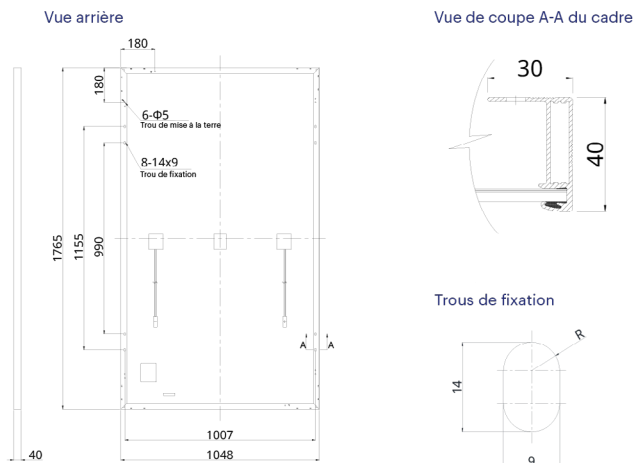 Vue arrière
Vue de coupe A-A du cadre
180
180
6-Φ5
Trou de mise à la terre
8-14x9
Trou de fixation
1765
1155
990
A
A
1007
1048
40
30
40
Trous de fixation
R
14
9